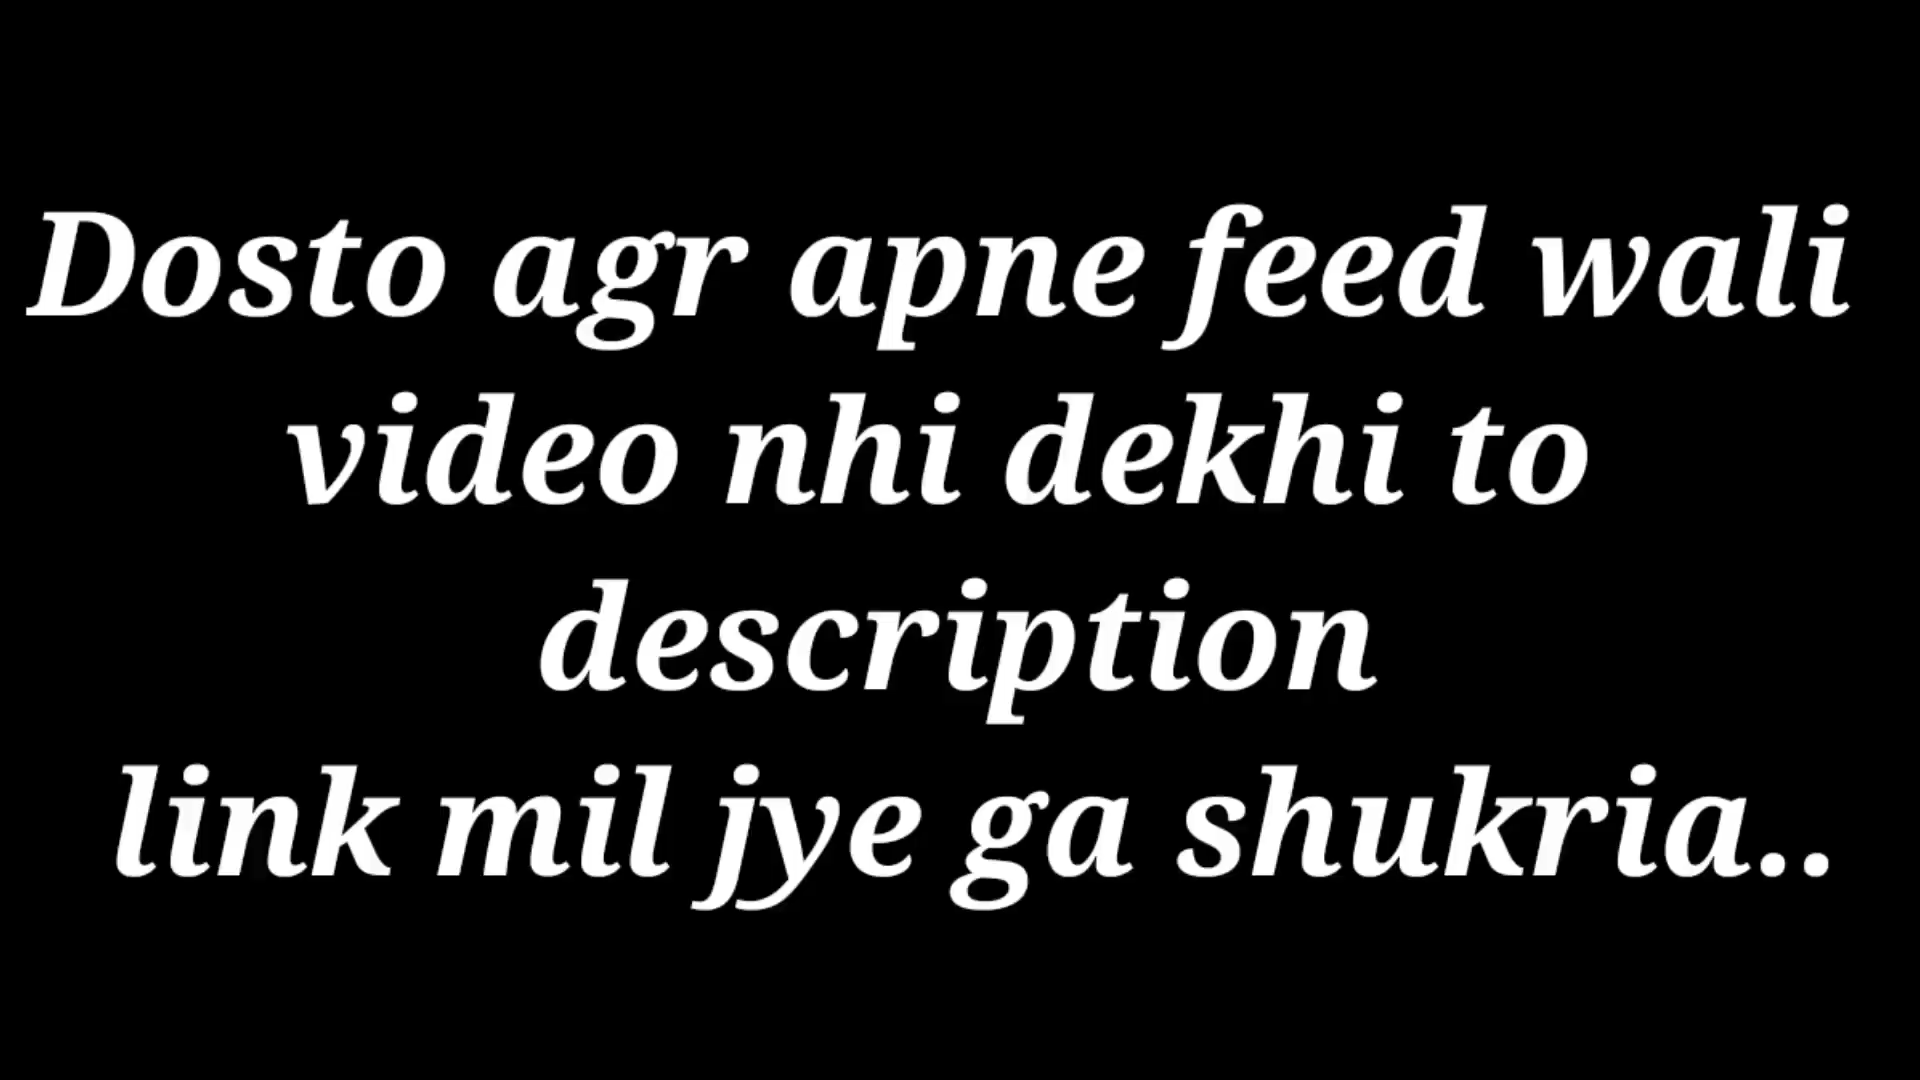 Dosto agr apne feed wali
video nhi dekhi to
description
link mil jye ga shukria..